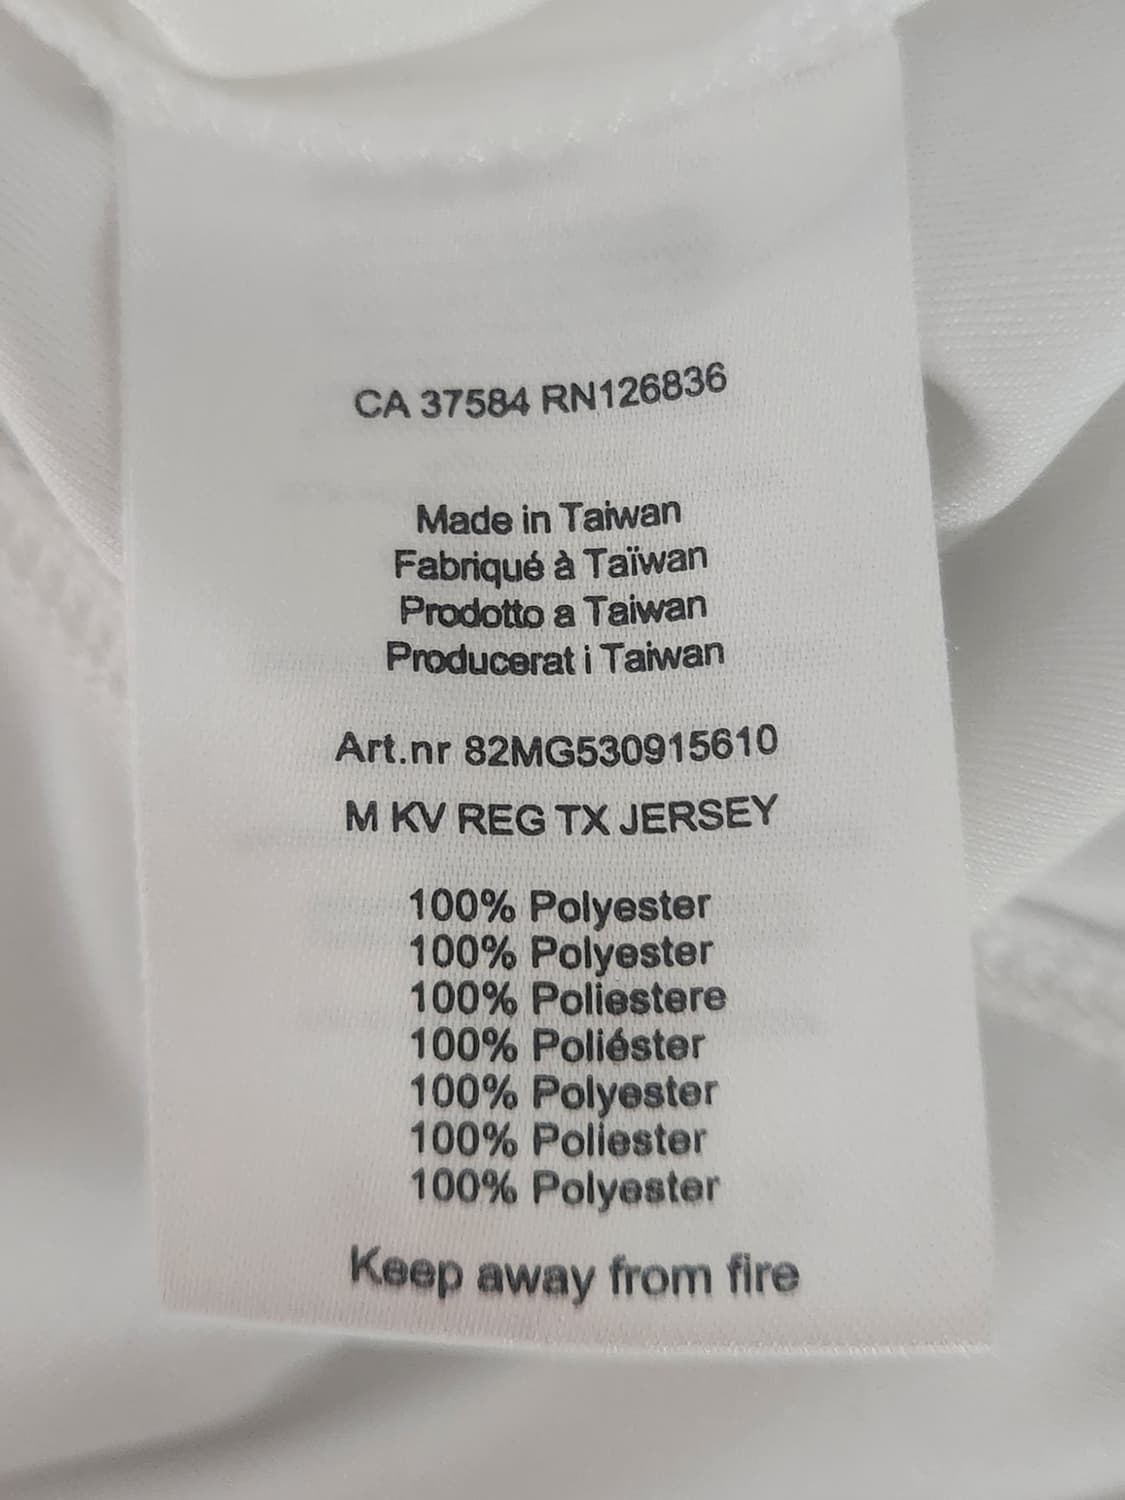 CA 37584 RN126836
Made in Taiwan
Fabriqué à Taïwan
Prodotto a Taiwan
Producerat i Taiwan
Art.nr 82MG530915610
M KV REG TX JERSEY
100% Polyester
100% Polyester
100% Poliestere
100% Poliéster
100% Polyester
100% Poliester
100% Polyester
Keep away from fire